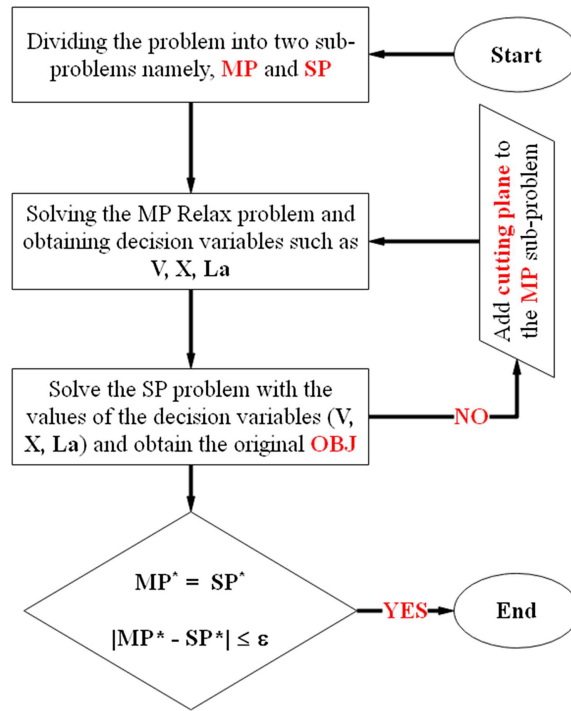 Start
Dividing the problem into two sub-
problems namely, MP and SP
Solving the MP Relax problem and
obtaining decision variables such as
V, X, La
Solve the SP problem with the
values of the decision variables (V,
X, La) and obtain the original OBJ
NO
Add cutting plane to
the MP sub-problem
MP* = SP*
|MP* - SP*| ≤ ε
YES
End